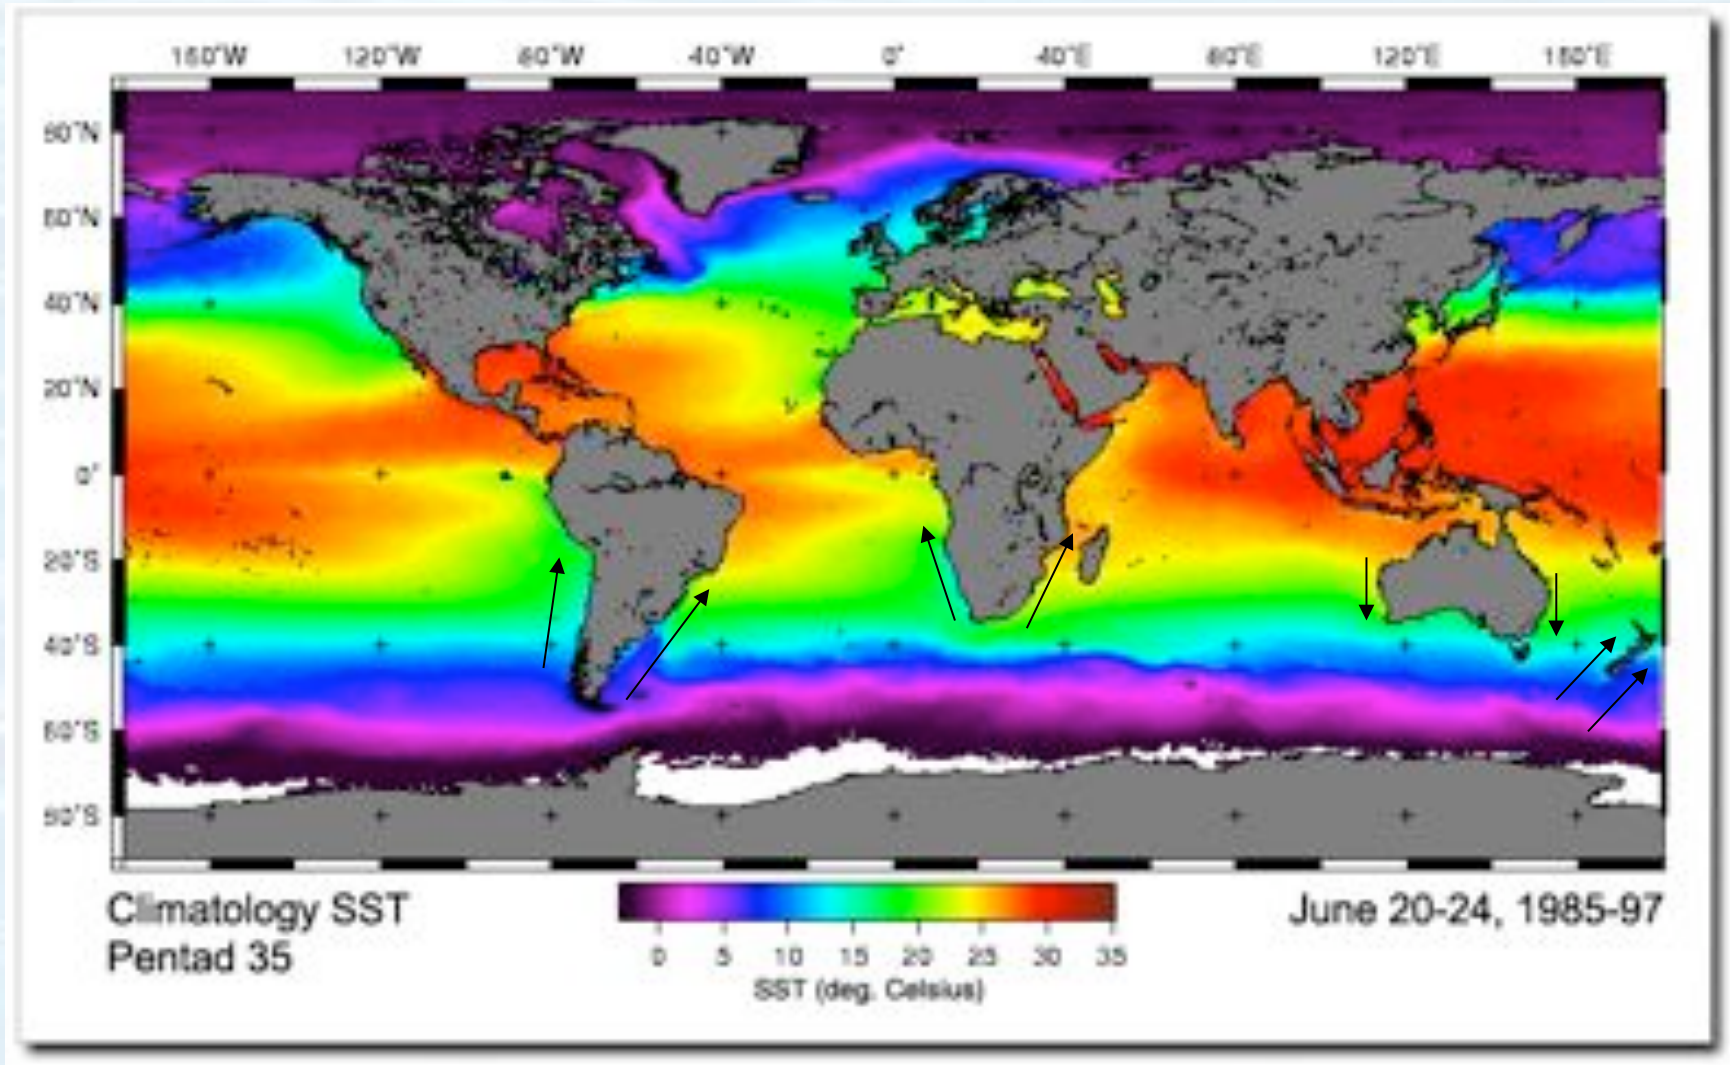 160°W 120°W 80°W 40°W 0° 40°E 80°E 120°E 160°E
80°N
60°N
40°N
20°N
0°
20°S
40°S
60°S
80°S
Climatology SST
Pentad 35
0 5 10 15 20 25 30 35
SST (deg. Celsius)
June 20-24, 1985-97